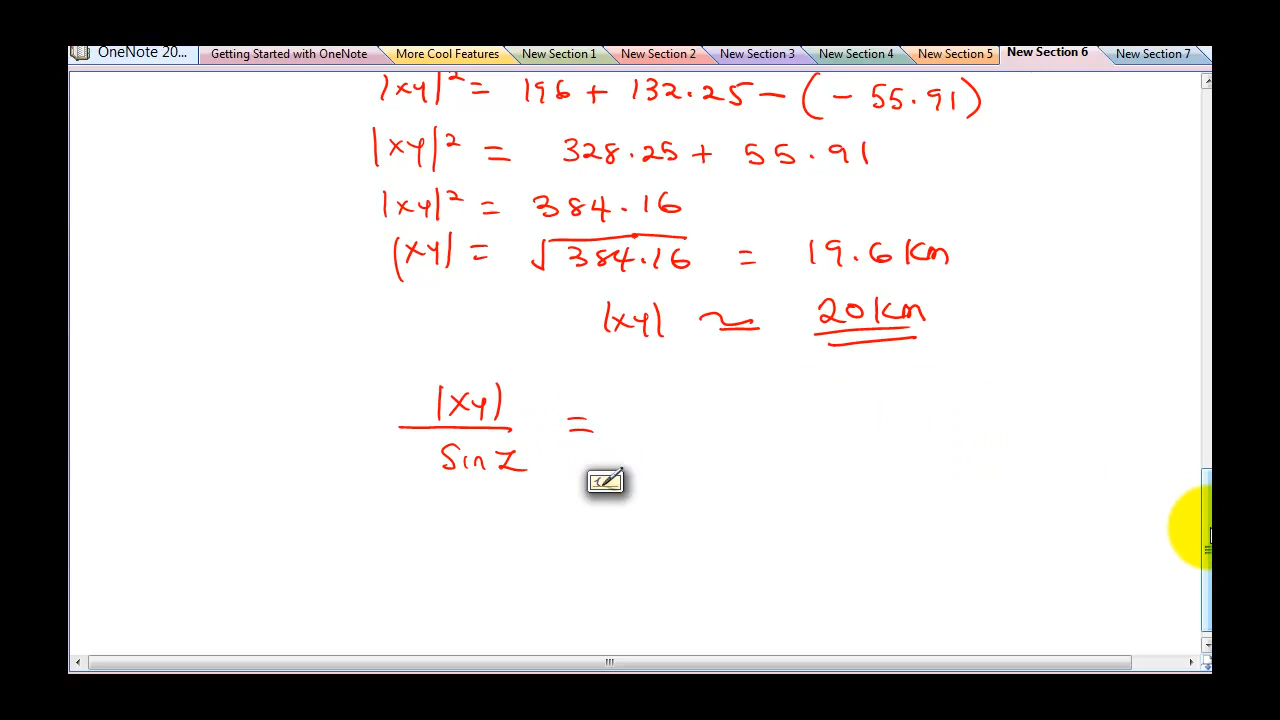 OneNote 20... Getting Started with OneNote More Cool Features New Section 1 New Section 2 New Section 3 New Section 4 New Section 5 New Section 6 New Section 7
|xy|² = 196 + 132.25 - (-55.91)
|xy|² = 328.25 + 55.91
|xy|² = 384.16
|xy| = √384.16 = 19.6 km
|xy| ≃ 20 km
|xy| / Sin Z =